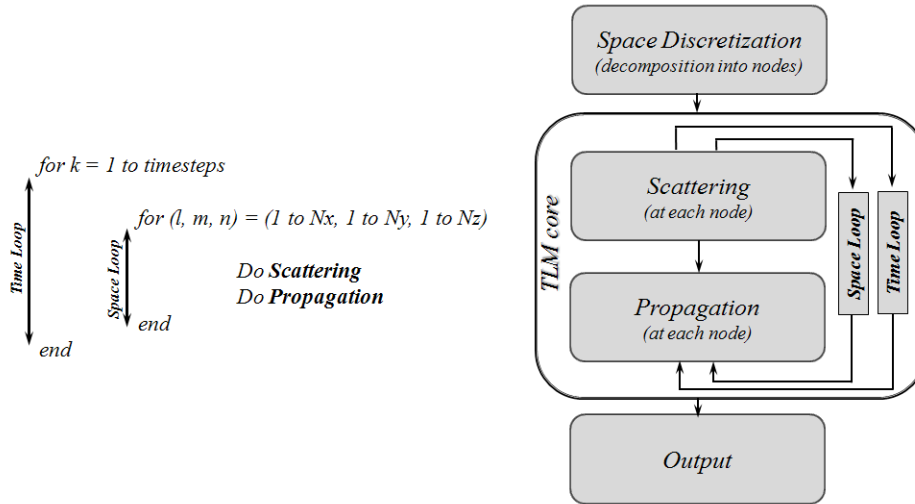 for k = 1 to timesteps
for (l, m, n) = (1 to Nx, 1 to Ny, 1 to Nz)
Do Scattering
Do Propagation
end
end
Time Loop
Space Loop
Space Discretization
(decomposition into nodes)
TLM core
Scattering
(at each node)
Propagation
(at each node)
Space Loop
Time Loop
Output